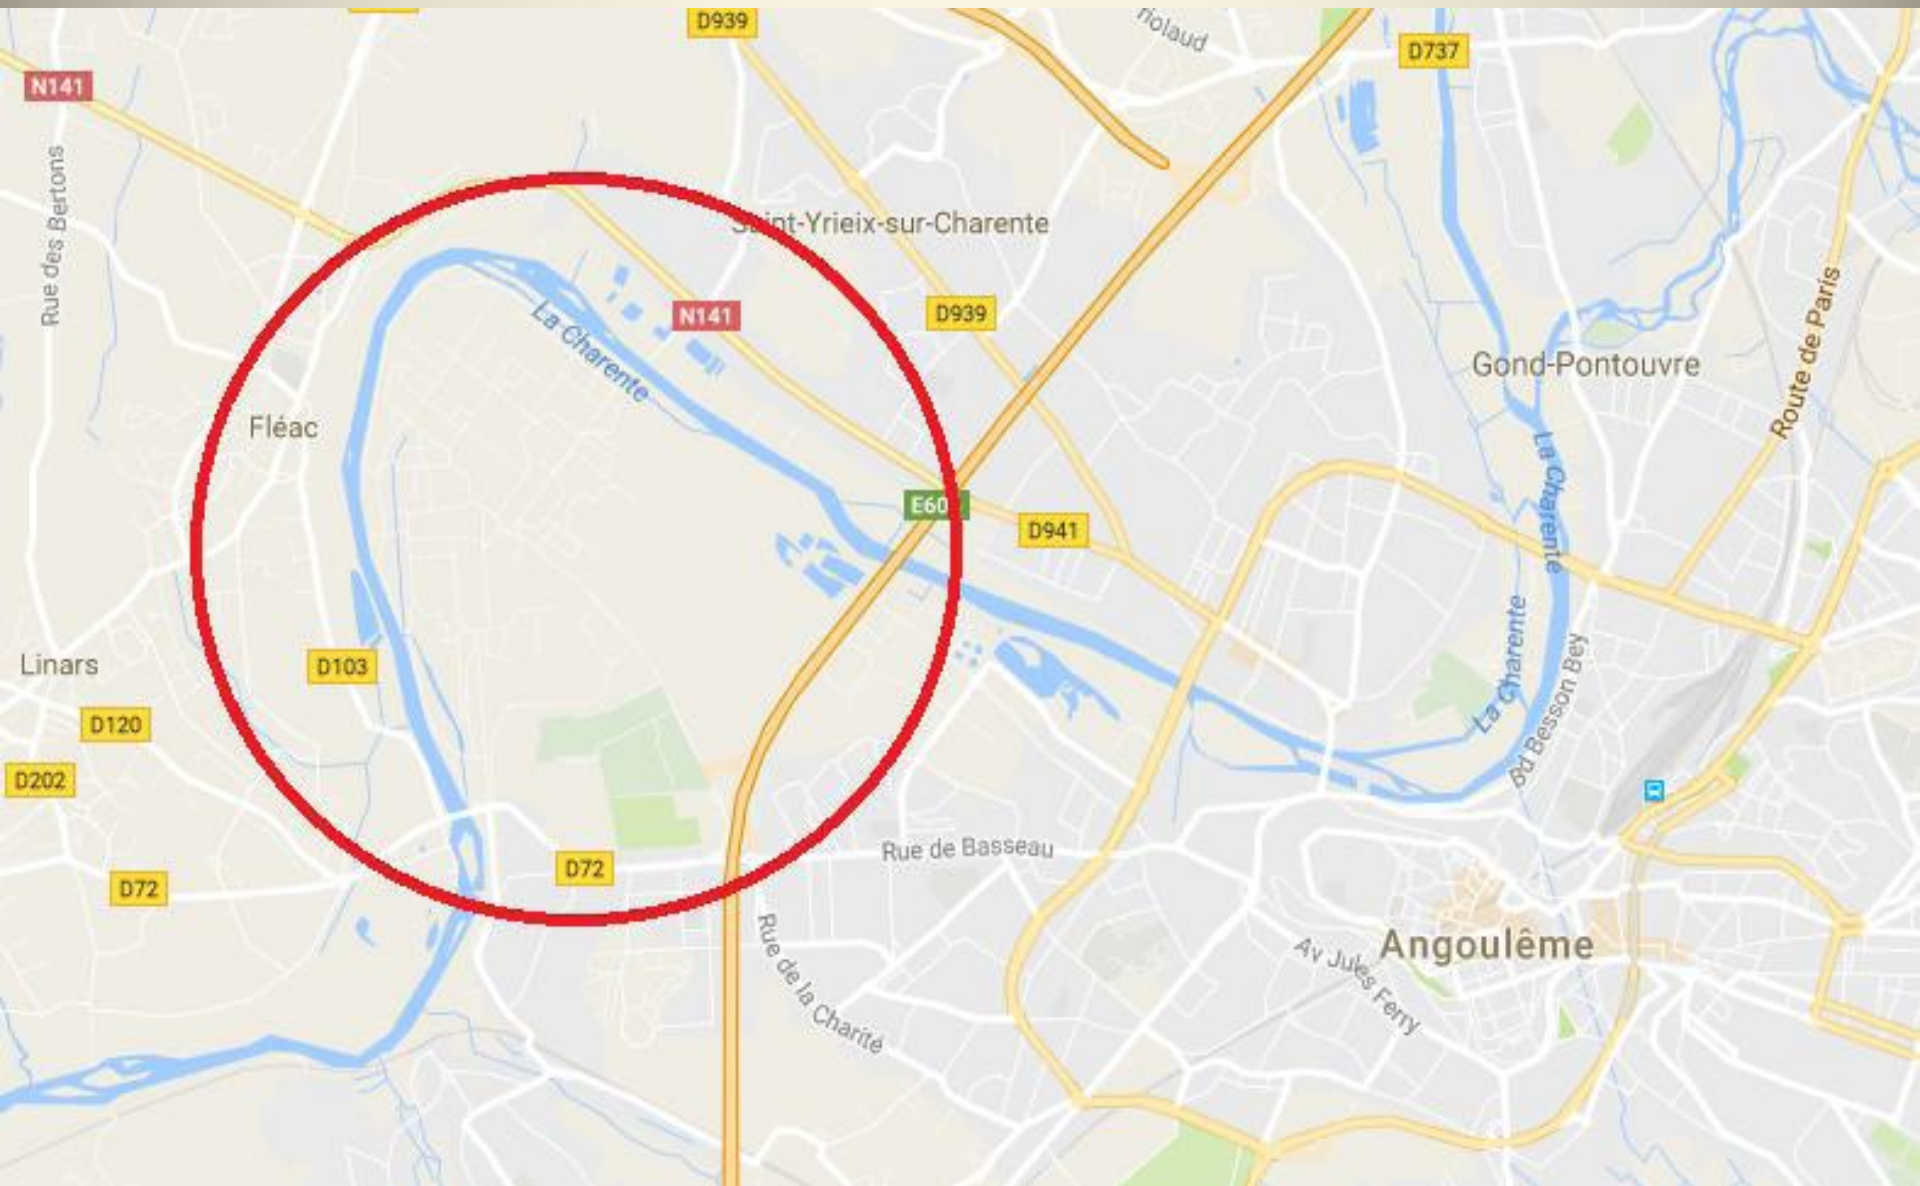 D939
D737
N141
Rue des Bertons
Saint-Yrieix-sur-Charente
La Charente
N141
D939
Gond-Pontouvre
Route de Paris
Fléac
La Charente
D941
Linars
D103
La Charente
Bd Besson Bey
D120
D202
Rue de Basseau
D72
D72
Rue de la Charité
Av Jules Ferry
Angoulême